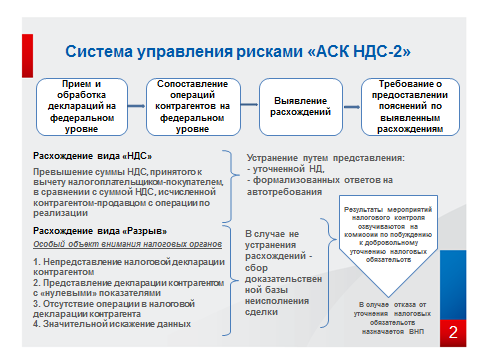 Система управления рисками «АСК НДС-2»
Прием и
обработка
деклараций на
федеральном
уровне
Сопоставление
операций
контрагентов на
федеральном
уровне
Выявление
расхождений
Требование о
предоставлении
пояснений по
выявленным
расхождениям
Расхождение вида «НДС»
Превышение суммы НДС, принятого к
вычету налогоплательщиком-покупателем,
в сравнении с суммой НДС, исчисленной
контрагентом-продавцом с операции по
реализации
Устранение путем представления:
- уточненной НД,
- формализованных ответов на
автотребования
Расхождение вида «Разрыв»
Особый объект внимания налоговых органов
1. Непредставление налоговой декларации
контрагентом
2. Представление декларации контрагентом
с «нулевыми» показателями
3. Отсутствие операции в налоговой
декларации контрагента
4. Значительной искажение данных
В случае не
устранения
расхождений -
сбор
доказательствен
ной базы
неисполнения
сделки
Результаты мероприятий
налогового контроля
озвучиваются на
комиссии по побуждению
к добровольному
уточнению налоговых
обязательств
В случае отказа от
уточнения налоговых
обязательств
назначается ВНП
2